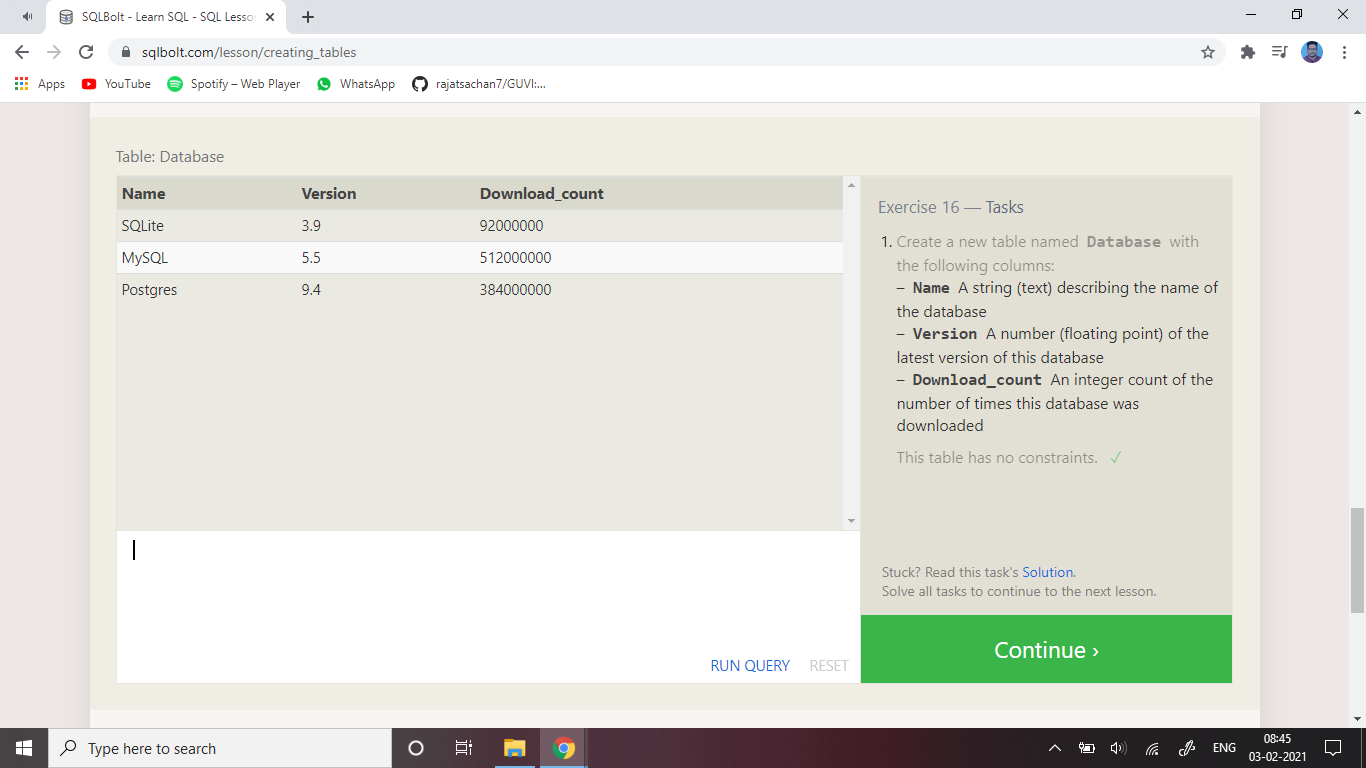 SQLBolt - Learn SQL - SQL Lesso
sqlbolt.com/lesson/creating_tables
Apps YouTube Spotify – Web Player WhatsApp rajatsachan7/GUVI:...
Table: Database
Name Version Download_count
SQLite 3.9 92000000
MySQL 5.5 512000000
Postgres 9.4 384000000
RUN QUERY RESET
Exercise 16 — Tasks
1. Create a new table named Database with
the following columns:
– Name A string (text) describing the name of
the database
– Version A number (floating point) of the
latest version of this database
– Download_count An integer count of the
number of times this database was
downloaded
This table has no constraints. ✓
Stuck? Read this task's Solution.
Solve all tasks to continue to the next lesson.
Continue ›
Type here to search
ENG
08:45
03-02-2021